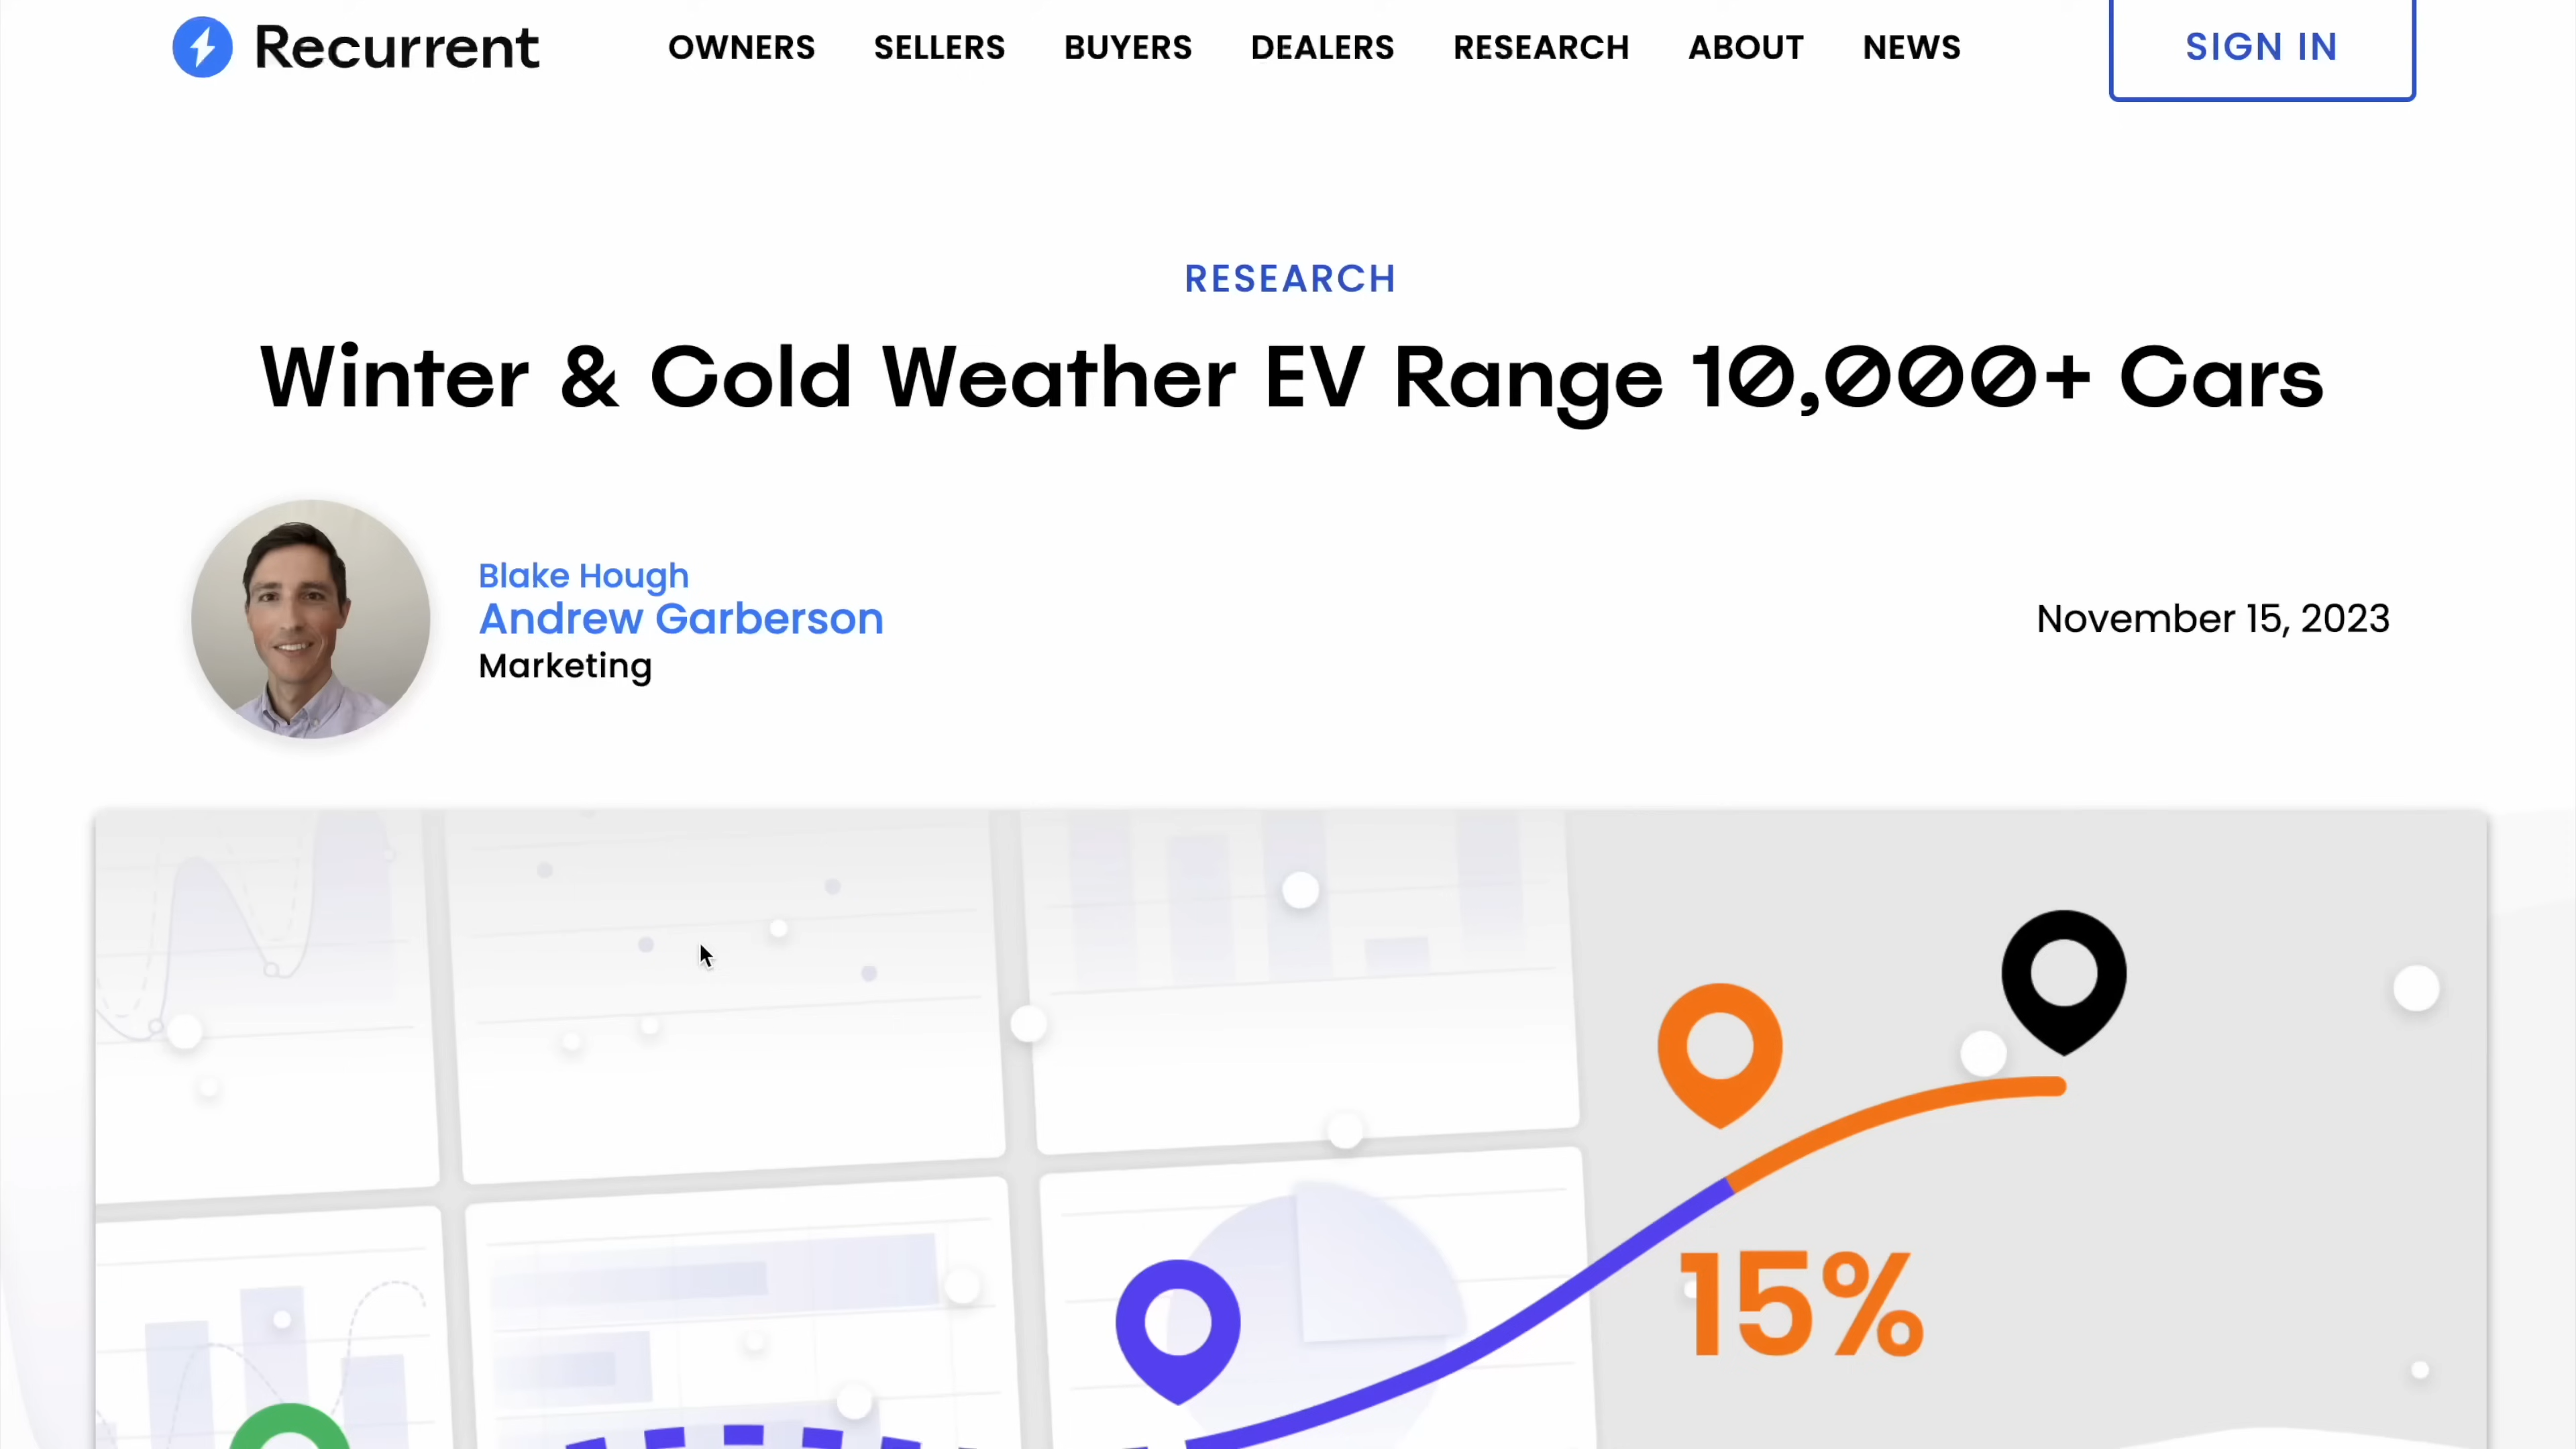 Recurrent
OWNERS SELLERS BUYERS DEALERS RESEARCH ABOUT NEWS
SIGN IN
RESEARCH
Winter & Cold Weather EV Range 10,000+ Cars
Blake Hough
Andrew Garberson
Marketing
November 15, 2023
15%